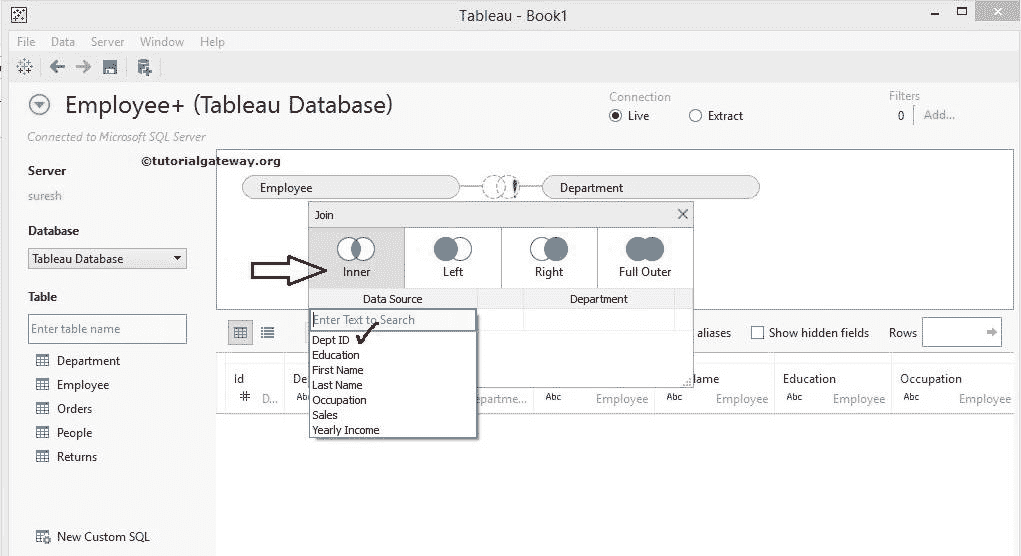 Tableau - Book1
File Data Server Window Help
Employee+ (Tableau Database)
Connected to Microsoft SQL Server
Connection
Live Extract
Filters
0 Add...
©tutorialgateway.org
Server
suresh
Database
Tableau Database
Table
Enter table name
Department
Employee
Orders
People
Returns
New Custom SQL
Employee Department
Join
Inner Left Right Full Outer
Data Source Department
Enter Text to Search
Dept ID
Education
First Name
Last Name
Occupation
Sales
Yearly Income
aliases Show hidden fields Rows
Id De ame Education Occupation
# D... epartme... Abc Employee Abc Employee Abc Employee Abc Employee